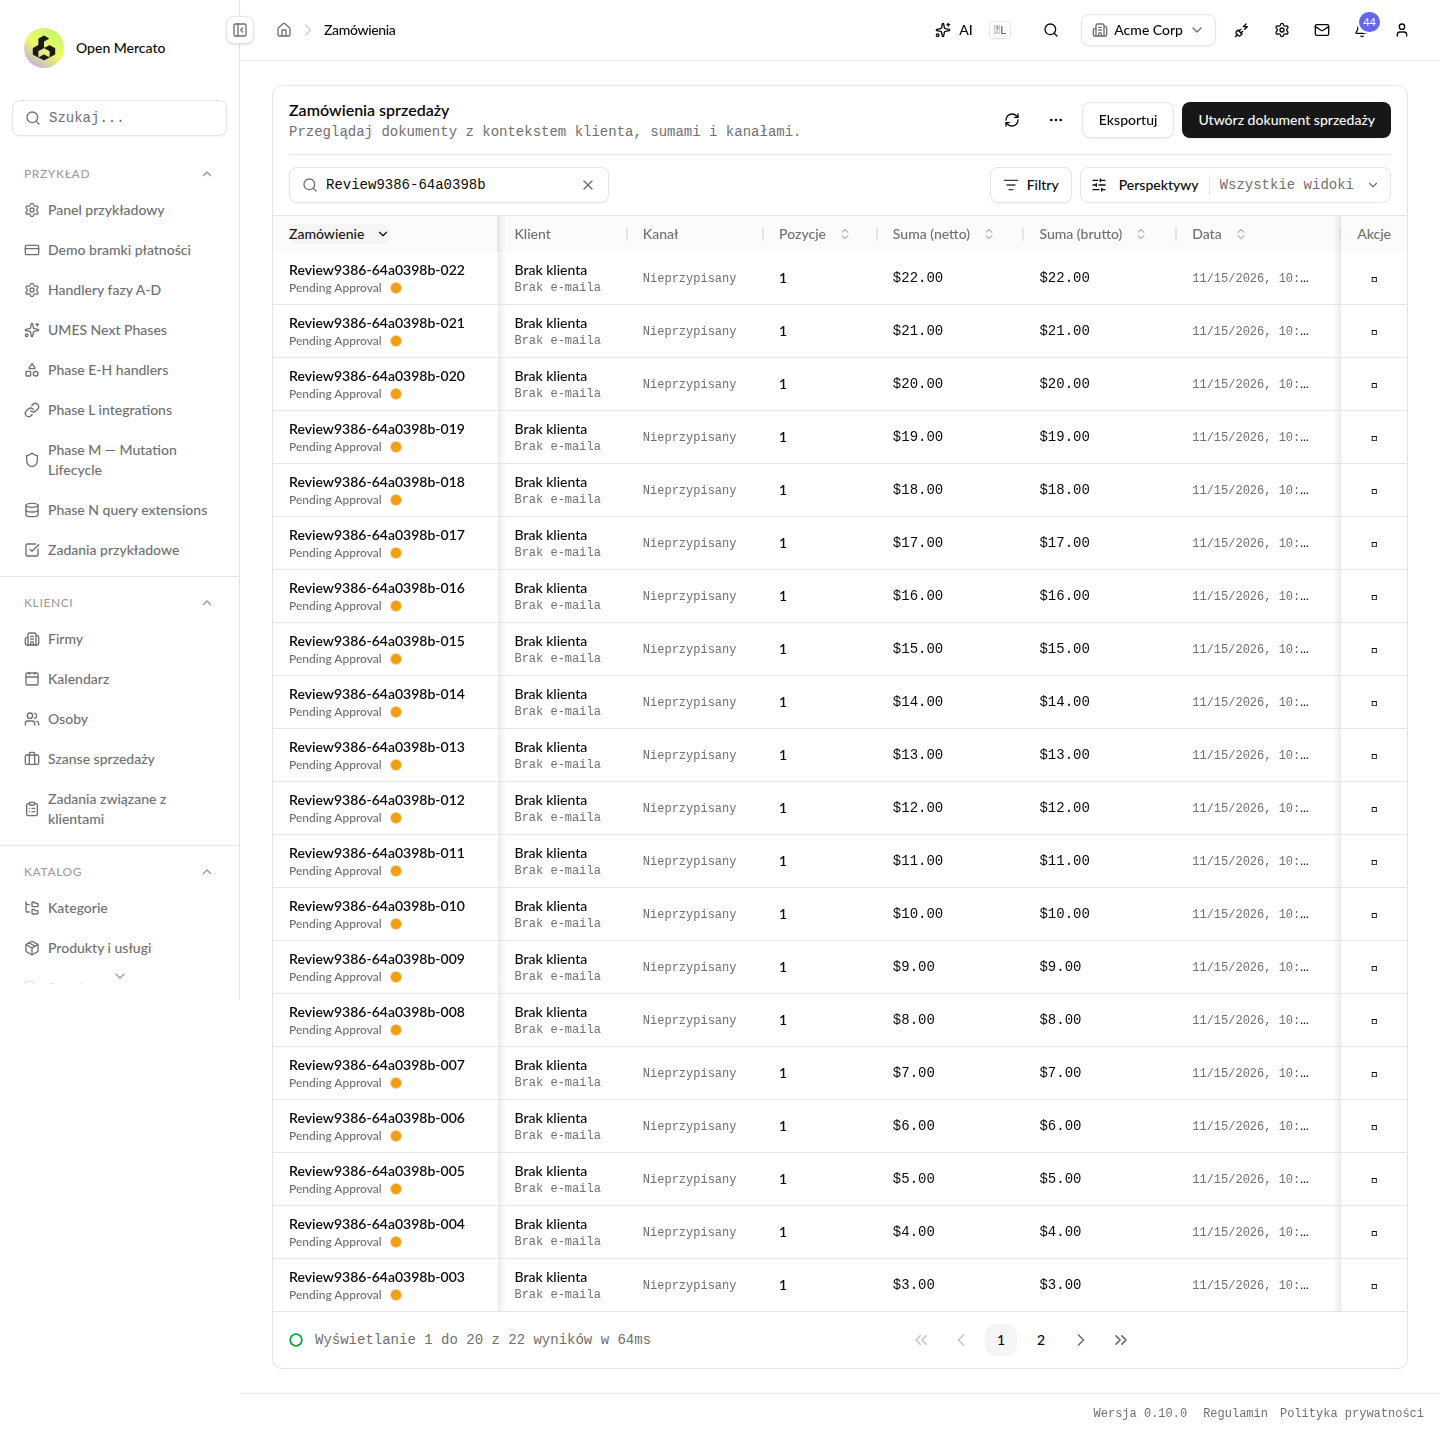 Open Mercato
Zamówienia
AI
L
Acme Corp
44
Szukaj...
PRZYKŁAD
Panel przykładowy
Demo bramki płatności
Handlery fazy A-D
UMES Next Phases
Phase E-H handlers
Phase L integrations
Phase M — Mutation
Lifecycle
Phase N query extensions
Zadania przykładowe
KLIENCI
Firmy
Kalendarz
Osoby
Szanse sprzedaży
Zadania związane z
klientami
KATALOG
Kategorie
Produkty i usługi
Zamówienia sprzedaży
Przeglądaj dokumenty z kontekstem klienta, sumami i kanałami.
Eksportuj
Utwórz dokument sprzedaży
Review9386-64a0398b
Filtry
Perspektywy
Wszystkie widoki
Zamówienie Klient Kanał Pozycje Suma (netto) Suma (brutto) Data Akcje
Review9386-64a0398b-022 Brak klienta Nieprzypisany 1 $22.00 $22.00 11/15/2026, 10:…
Pending Approval Brak e-maila
Review9386-64a0398b-021 Brak klienta Nieprzypisany 1 $21.00 $21.00 11/15/2026, 10:…
Pending Approval Brak e-maila
Review9386-64a0398b-020 Brak klienta Nieprzypisany 1 $20.00 $20.00 11/15/2026, 10:…
Pending Approval Brak e-maila
Review9386-64a0398b-019 Brak klienta Nieprzypisany 1 $19.00 $19.00 11/15/2026, 10:…
Pending Approval Brak e-maila
Review9386-64a0398b-018 Brak klienta Nieprzypisany 1 $18.00 $18.00 11/15/2026, 10:…
Pending Approval Brak e-maila
Review9386-64a0398b-017 Brak klienta Nieprzypisany 1 $17.00 $17.00 11/15/2026, 10:…
Pending Approval Brak e-maila
Review9386-64a0398b-016 Brak klienta Nieprzypisany 1 $16.00 $16.00 11/15/2026, 10:…
Pending Approval Brak e-maila
Review9386-64a0398b-015 Brak klienta Nieprzypisany 1 $15.00 $15.00 11/15/2026, 10:…
Pending Approval Brak e-maila
Review9386-64a0398b-014 Brak klienta Nieprzypisany 1 $14.00 $14.00 11/15/2026, 10:…
Pending Approval Brak e-maila
Review9386-64a0398b-013 Brak klienta Nieprzypisany 1 $13.00 $13.00 11/15/2026, 10:…
Pending Approval Brak e-maila
Review9386-64a0398b-012 Brak klienta Nieprzypisany 1 $12.00 $12.00 11/15/2026, 10:…
Pending Approval Brak e-maila
Review9386-64a0398b-011 Brak klienta Nieprzypisany 1 $11.00 $11.00 11/15/2026, 10:…
Pending Approval Brak e-maila
Review9386-64a0398b-010 Brak klienta Nieprzypisany 1 $10.00 $10.00 11/15/2026, 10:…
Pending Approval Brak e-maila
Review9386-64a0398b-009 Brak klienta Nieprzypisany 1 $9.00 $9.00 11/15/2026, 10:…
Pending Approval Brak e-maila
Review9386-64a0398b-008 Brak klienta Nieprzypisany 1 $8.00 $8.00 11/15/2026, 10:…
Pending Approval Brak e-maila
Review9386-64a0398b-007 Brak klienta Nieprzypisany 1 $7.00 $7.00 11/15/2026, 10:…
Pending Approval Brak e-maila
Review9386-64a0398b-006 Brak klienta Nieprzypisany 1 $6.00 $6.00 11/15/2026, 10:…
Pending Approval Brak e-maila
Review9386-64a0398b-005 Brak klienta Nieprzypisany 1 $5.00 $5.00 11/15/2026, 10:…
Pending Approval Brak e-maila
Review9386-64a0398b-004 Brak klienta Nieprzypisany 1 $4.00 $4.00 11/15/2026, 10:…
Pending Approval Brak e-maila
Review9386-64a0398b-003 Brak klienta Nieprzypisany 1 $3.00 $3.00 11/15/2026, 10:…
Pending Approval Brak e-maila
Wyświetlanie 1 do 20 z 22 wyników w 64ms
1 2
Wersja 0.10.0 Regulamin Polityka prywatności